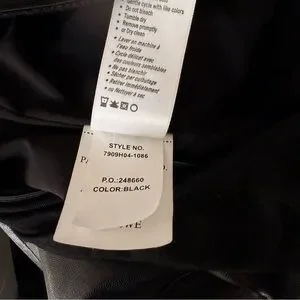 • Gentle cycle with like colors
• Do not bleach
• Tumble dry
• Remove promptly
• or Dry clean
• Laver en machine à
l'eau froide
• Cycle délicat avec
des couleurs semblables
• Ne pas blanchir
• Sécher par culbutage
• Retirer immédiatement
• ou Nettoyer à sec
STYLE NO.
7909H04-1086
P.O.:248660
COLOR:BLACK